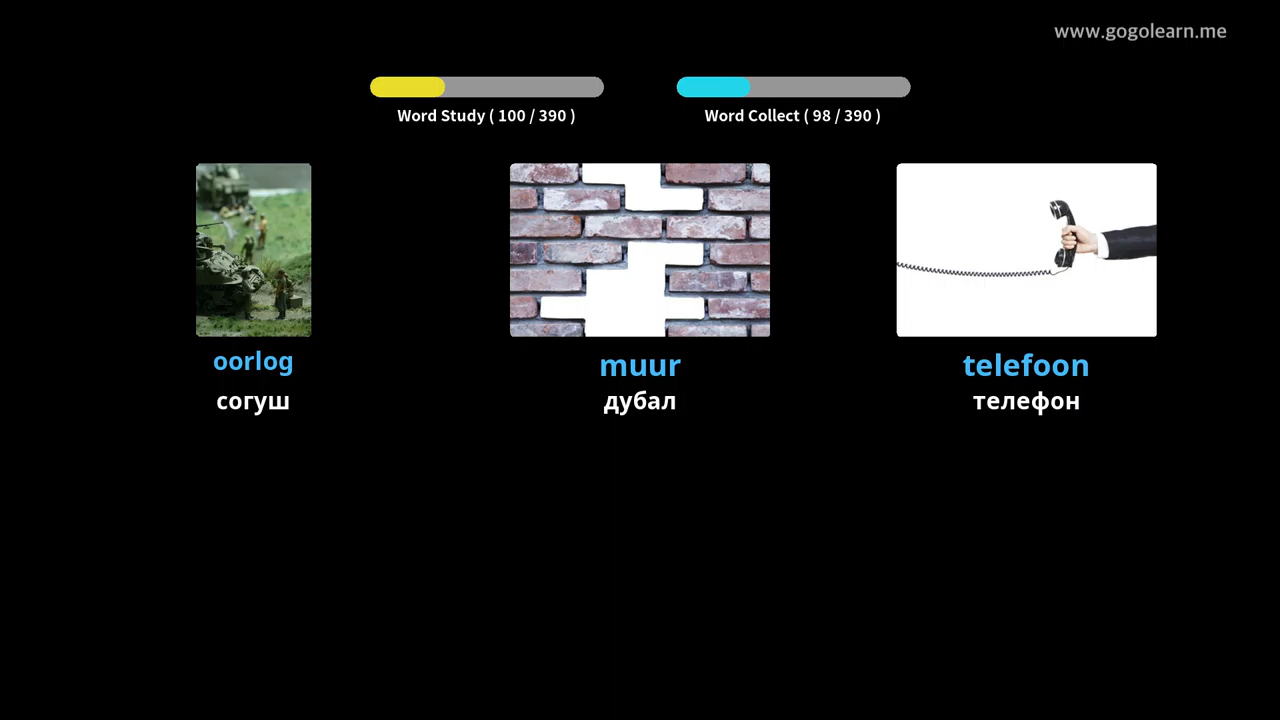 www.gogolearn.me
Word Study ( 100 / 390 )
Word Collect ( 98 / 390 )
oorlog
muur
telefoon
согуш
дубал
телефон